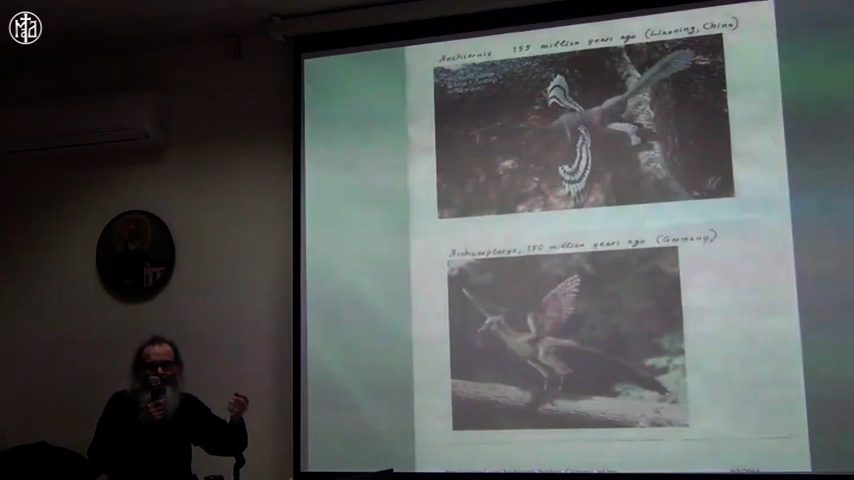 Anchiornis 155 million years ago (Liaoning, China)
Archaeopteryx, 150 million years ago (Germany)